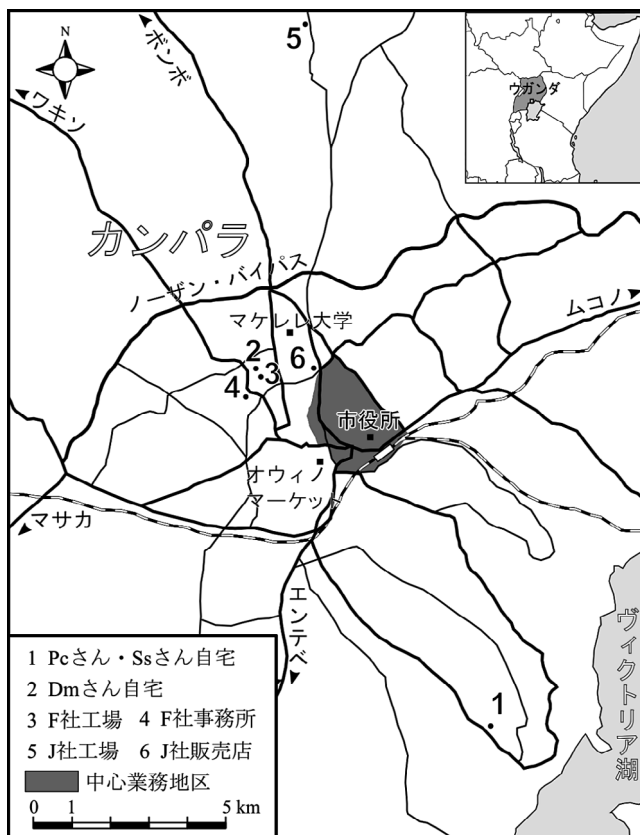 ボンボ
5
N
ワキソ
ウガンダ
カンパラ
ノーザン・バイパス
ムコノ
マケレレ大学
2
3
6
4
市役所
オウィノ
マーケット
マサカ
エンテベ
ヴィクトリア湖
1
1 Pcさん・Ssさん自宅
2 Dmさん自宅
3 F社工場 4 F社事務所
5 J社工場 6 J社販売店
中心業務地区
0 1 5 km